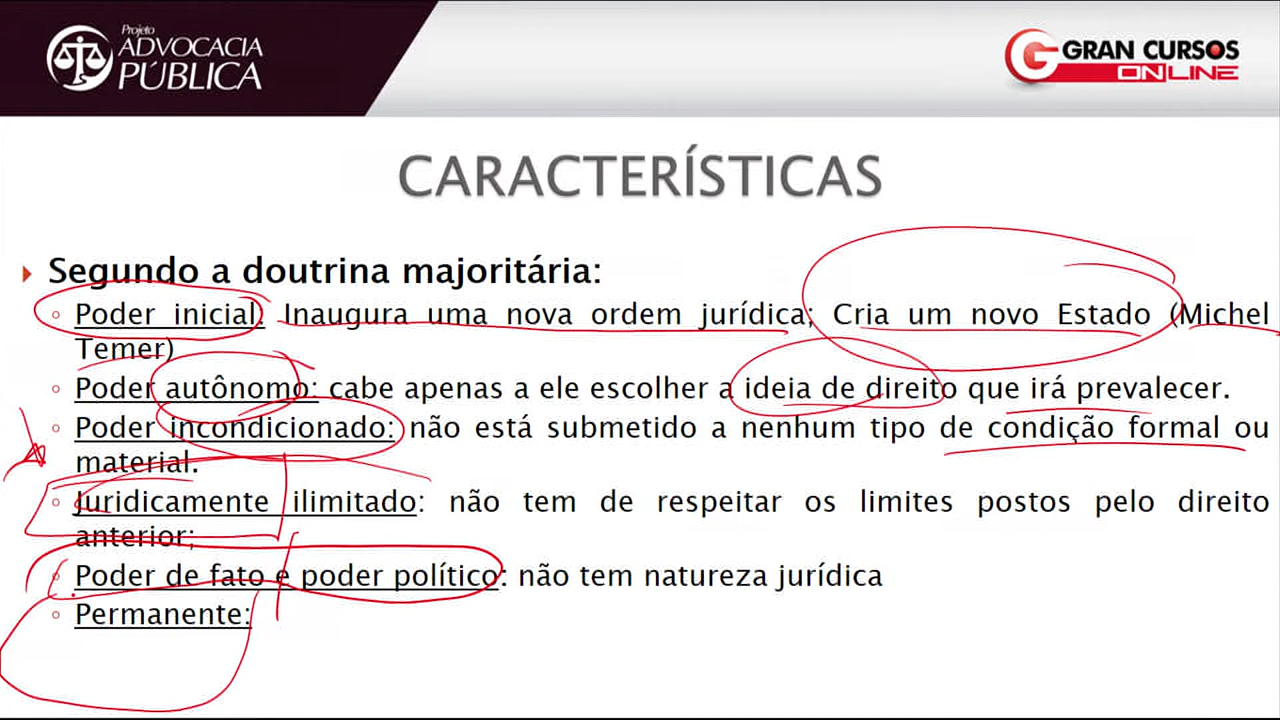 Projeto
ADVOCACIA
PÚBLICA
GRAN CURSOS
ONLINE
CARACTERÍSTICAS
Segundo a doutrina majoritária:
Poder inicial: Inaugura uma nova ordem jurídica; Cria um novo Estado (Michel
Temer)
Poder autônomo: cabe apenas a ele escolher a ideia de direito que irá prevalecer.
Poder incondicionado: não está submetido a nenhum tipo de condição formal ou
material.
Juridicamente ilimitado: não tem de respeitar os limites postos pelo direito
anterior;
Poder de fato e poder político: não tem natureza jurídica
Permanente: